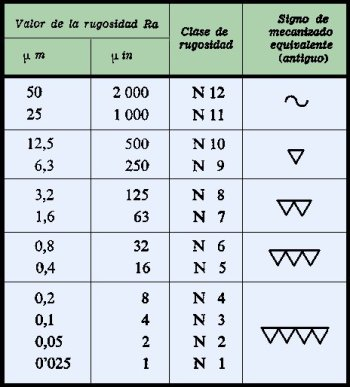 Valor de la rugosidad Ra
Clase de rugosidad
Signo de mecanizado equivalente (antiguo)
µ m
µ in
50 2 000 N 12
25 1 000 N 11
12,5 500 N 10
6,3 250 N 9
3,2 125 N 8
1,6 63 N 7
0,8 32 N 6
0,4 16 N 5
0,2 8 N 4
0,1 4 N 3
0,05 2 N 2
0'025 1 N 1